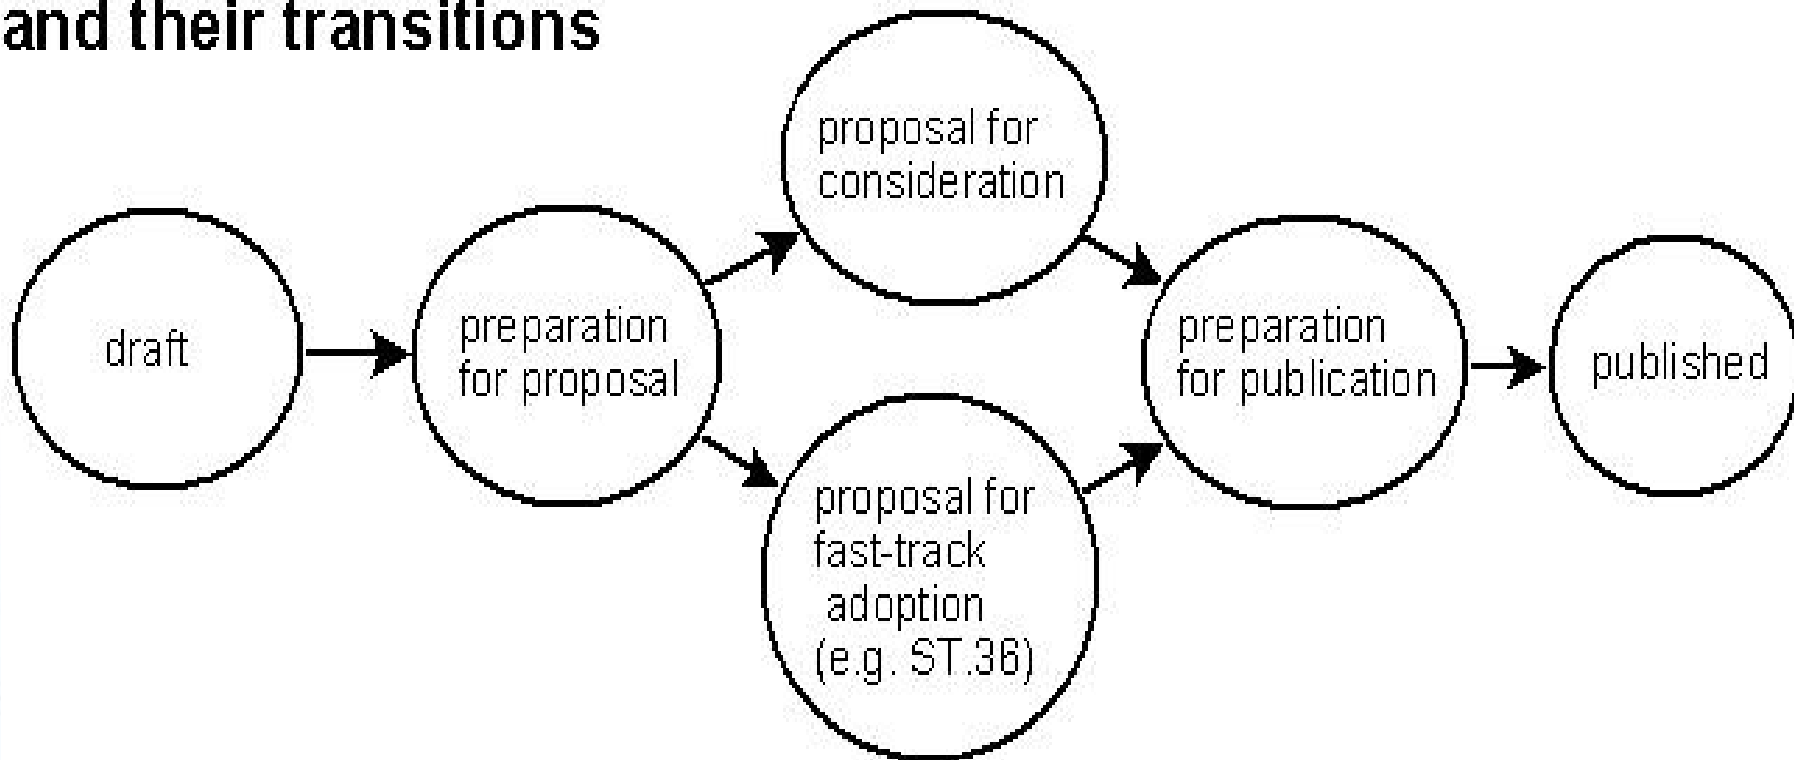 and their transitions
draft
preparation
for proposal
proposal for
consideration
proposal for
fast-track
adoption
(e.g. ST.36)
preparation
for publication
published